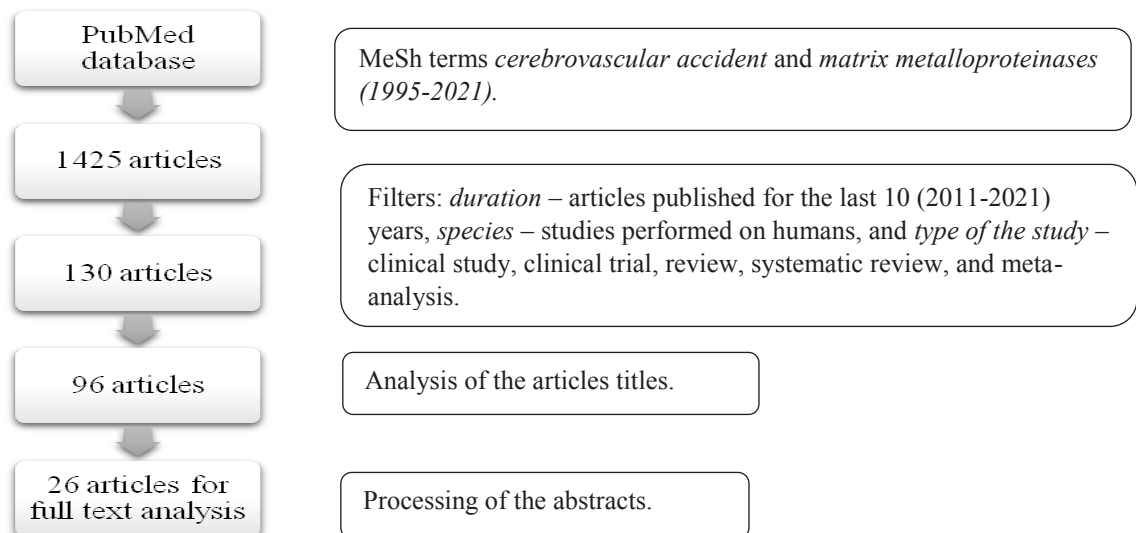 PubMed
database
MeSh terms cerebrovascular accident and matrix metalloproteinases
(1995-2021).
1425 articles
Filters: duration – articles published for the last 10 (2011-2021)
years, species – studies performed on humans, and type of the study –
clinical study, clinical trial, review, systematic review, and meta-
analysis.
130 articles
96 articles
Analysis of the articles titles.
26 articles for
full text analysis
Processing of the abstracts.